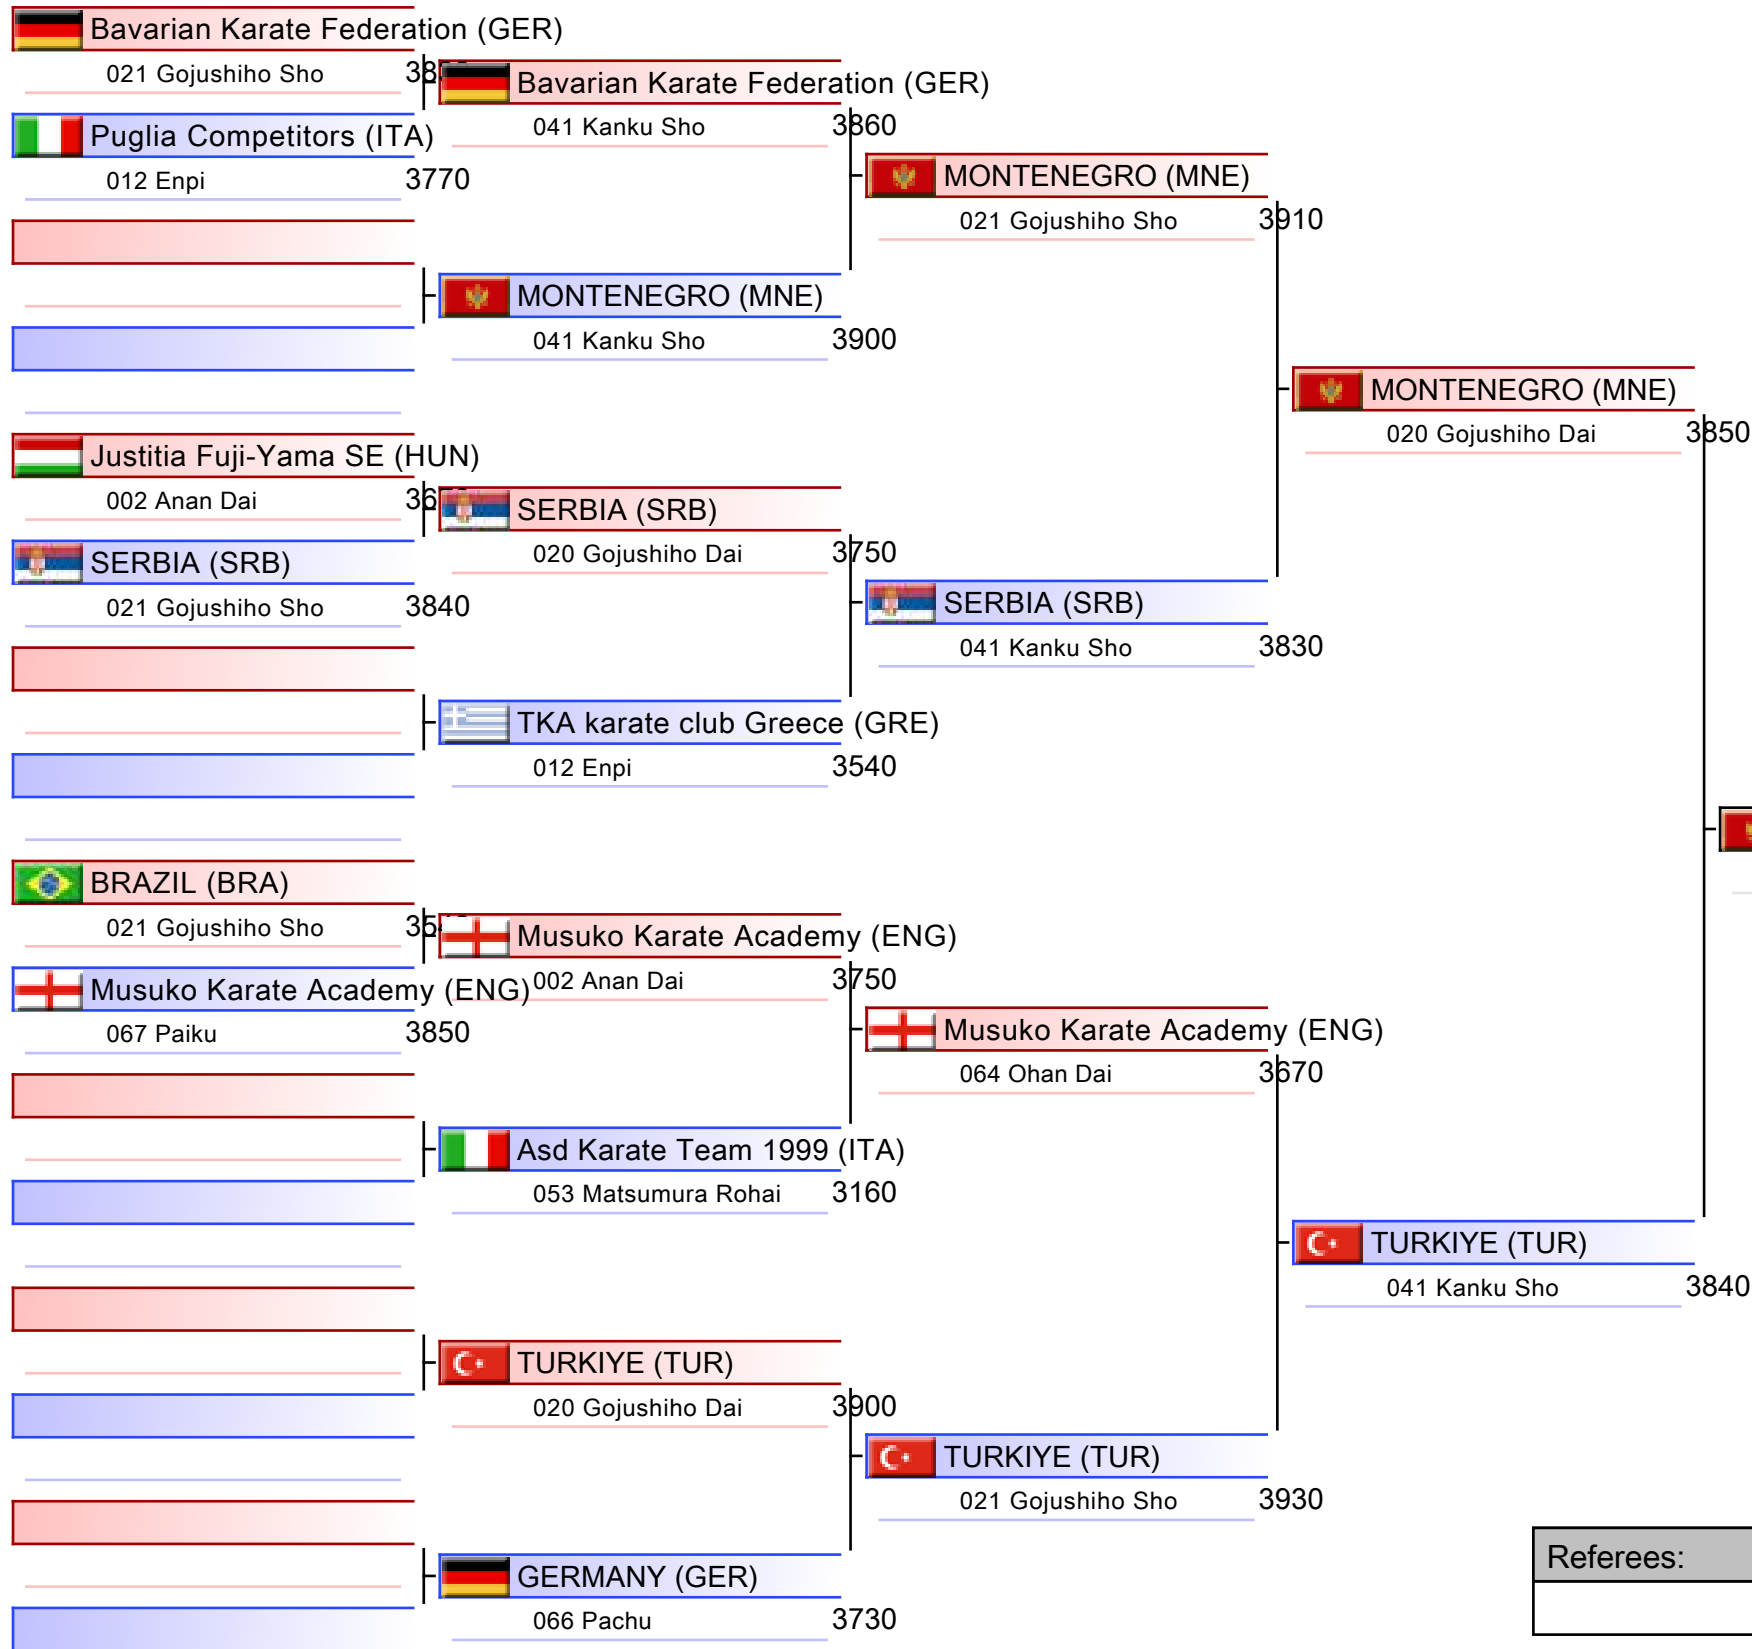 Bavarian Karate Federation (GER)
021 Gojushiho Sho
Puglia Competitors (ITA)
012 Enpi 3770
Justitia Fuji-Yama SE (HUN)
002 Anan Dai
SERBIA (SRB)
021 Gojushiho Sho 3840
BRAZIL (BRA)
021 Gojushiho Sho
Musuko Karate Academy (ENG)
067 Paiku 3850
Bavarian Karate Federation (GER)
041 Kanku Sho 3860
MONTENEGRO (MNE)
041 Kanku Sho 3900
SERBIA (SRB)
020 Gojushiho Dai 3750
TKA karate club Greece (GRE)
012 Enpi 3540
Musuko Karate Academy (ENG)
002 Anan Dai 3750
Asd Karate Team 1999 (ITA)
053 Matsumura Rohai 3160
TURKIYE (TUR)
020 Gojushiho Dai 3900
GERMANY (GER)
066 Pachu 3730
MONTENEGRO (MNE)
021 Gojushiho Sho 3910
SERBIA (SRB)
041 Kanku Sho 3830
Musuko Karate Academy (ENG)
064 Ohan Dai 3670
TURKIYE (TUR)
021 Gojushiho Sho 3930
MONTENEGRO (MNE)
020 Gojushiho Dai 3850
TURKIYE (TUR)
041 Kanku Sho 3840
Referees: